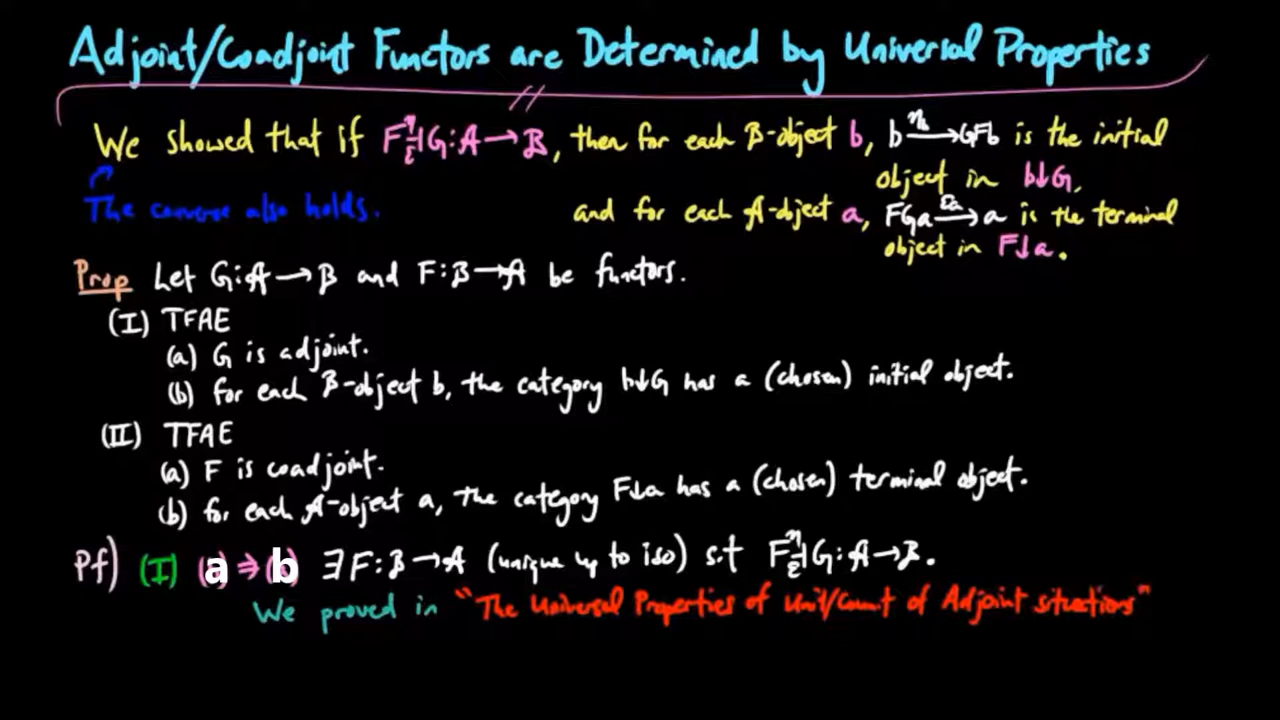 Adjoint/Coadjoint Functors are Determined by Universal Properties
We showed that if F ⊣ G: A → B, then for each B-object b, b →^{η_b} GFb is the initial
object in b↓G,
The converse also holds.
and for each A-object a, FGa →^{ε_a} a is the terminal
object in F↓a.
Prop Let G: A → B and F: B → A be functors.
(I) TFAE
(a) G is adjoint.
(b) for each B-object b, the category b↓G has a (chosen) initial object.
(II) TFAE
(a) F is coadjoint.
(b) for each A-object a, the category F↓a has a (chosen) terminal object.
Pf) (I) (a) ⇒ (b) ∃ F: B → A (unique up to iso) s.t F ^η_ε⊣ G: A → B.
We proved in "The Universal Properties of Unit/Counit of Adjoint situations"